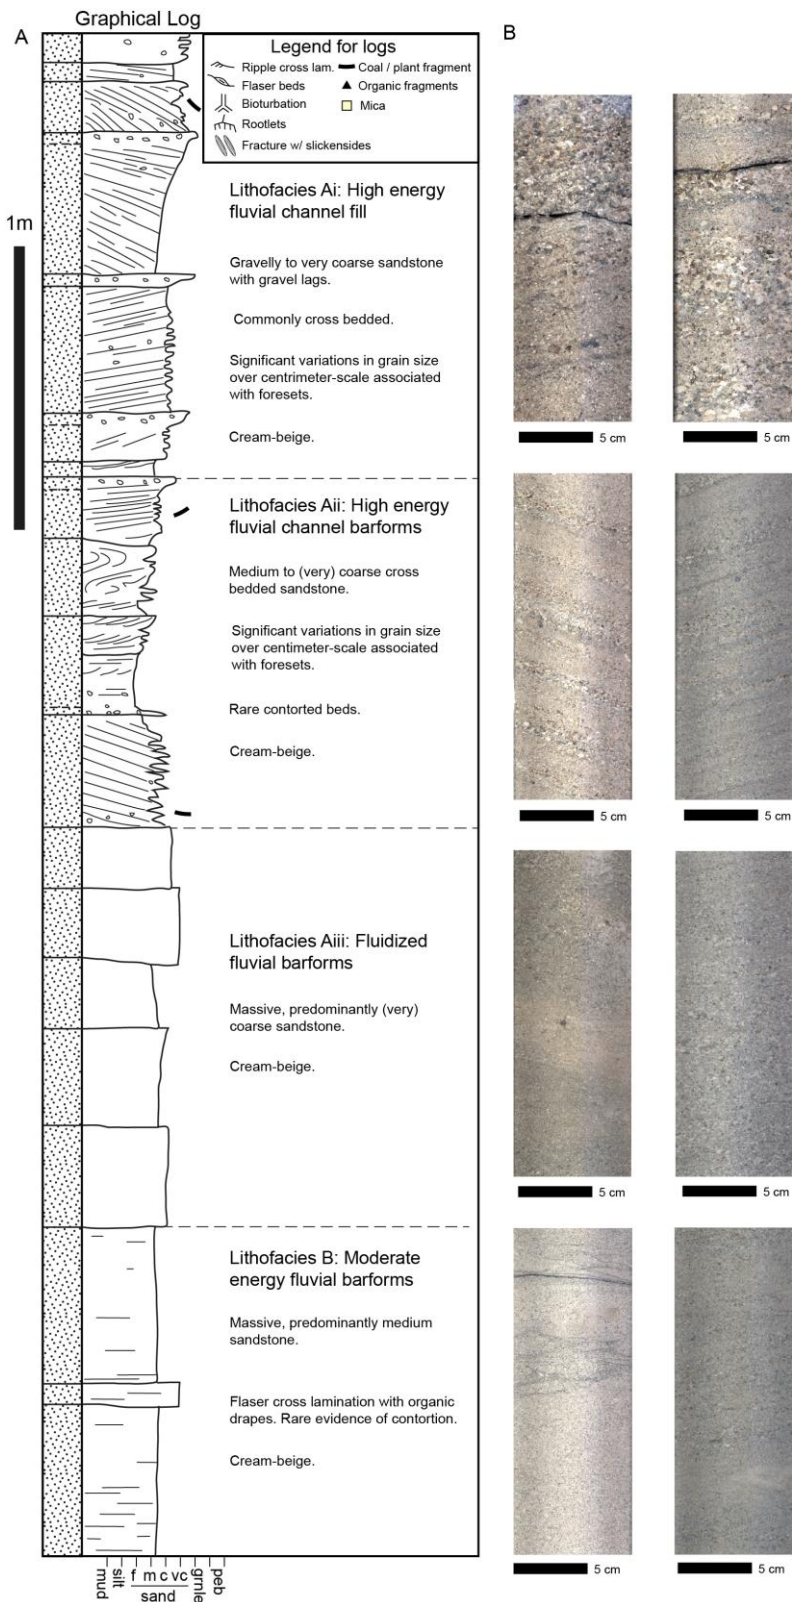 Graphical Log
A
B
Legend for logs
Ripple cross lam.
Coal / plant fragment
Flaser beds
Organic fragments
Bioturbation
Mica
Rootlets
Fracture w/ slickensides
1m
Lithofacies Ai: High energy
fluvial channel fill
Gravelly to very coarse sandstone
with gravel lags.
Commonly cross bedded.
Significant variations in grain size
over centrimeter-scale associated
with foresets.
Cream-beige.
5 cm
5 cm
Lithofacies Aii: High energy
fluvial channel barforms
Medium to (very) coarse cross
bedded sandstone.
Significant variations in grain size
over centimeter-scale associated
with foresets.
Rare contorted beds.
Cream-beige.
5 cm
5 cm
Lithofacies Aiii: Fluidized
fluvial barforms
Massive, predominantly (very)
coarse sandstone.
Cream-beige.
5 cm
5 cm
Lithofacies B: Moderate
energy fluvial barforms
Massive, predominantly medium
sandstone.
Flaser cross lamination with organic
drapes. Rare evidence of contortion.
Cream-beige.
5 cm
5 cm
mud
silt
f m c vc
sand
grnle
peb